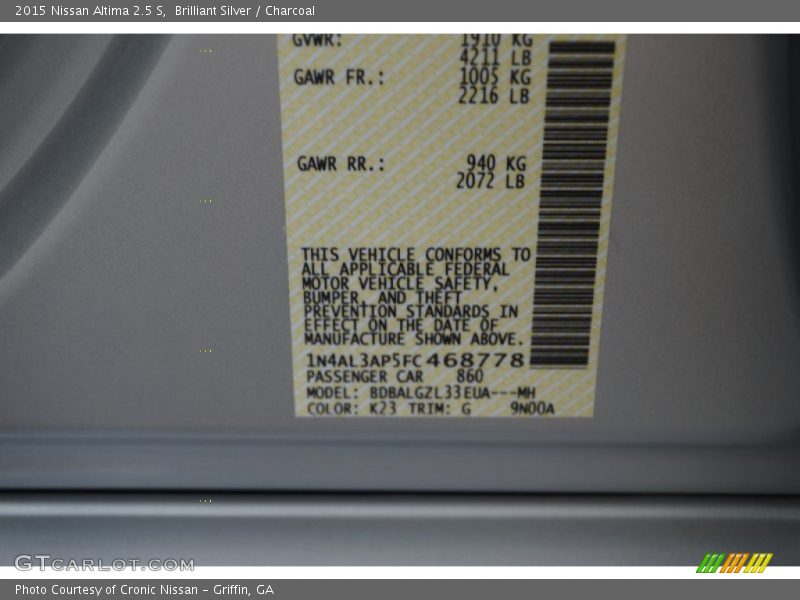 2015 Nissan Altima 2.5 S, Brilliant Silver / Charcoal
GVWR: 1910 KG
4211 LB
GAWR FR.: 1005 KG
2216 LB
GAWR RR.: 940 KG
2072 LB
THIS VEHICLE CONFORMS TO
ALL APPLICABLE FEDERAL
MOTOR VEHICLE SAFETY,
BUMPER, AND THEFT
PREVENTION STANDARDS IN
EFFECT ON THE DATE OF
MANUFACTURE SHOWN ABOVE.
1N4AL3AP5FC468778
PASSENGER CAR 860
MODEL: BDBALGZL33EUA---MH
COLOR: K23 TRIM: G 9N00A
GTCARLOT.COM
Photo Courtesy of Cronic Nissan - Griffin, GA